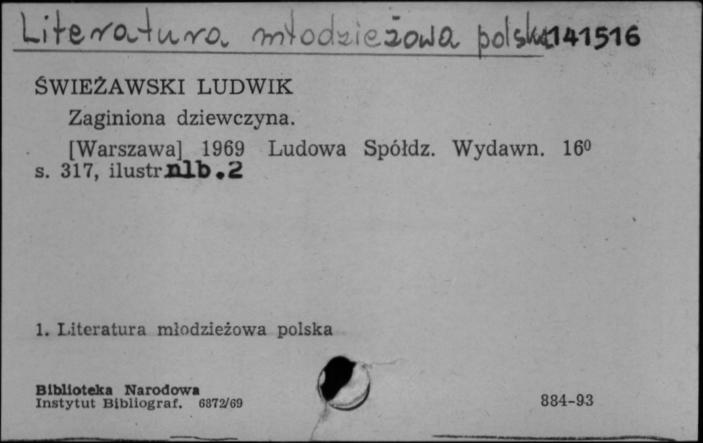 Literatura młodzieżowa polska 141516
ŚWIEŻAWSKI LUDWIK
Zaginiona dziewczyna.
[Warszawa] 1969 Ludowa Spółdz. Wydawn. 16⁰
s. 317, ilustr. nlb.2
1. Literatura młodzieżowa polska
Biblioteka Narodowa
Instytut Bibliograf. 6872/69
884-93